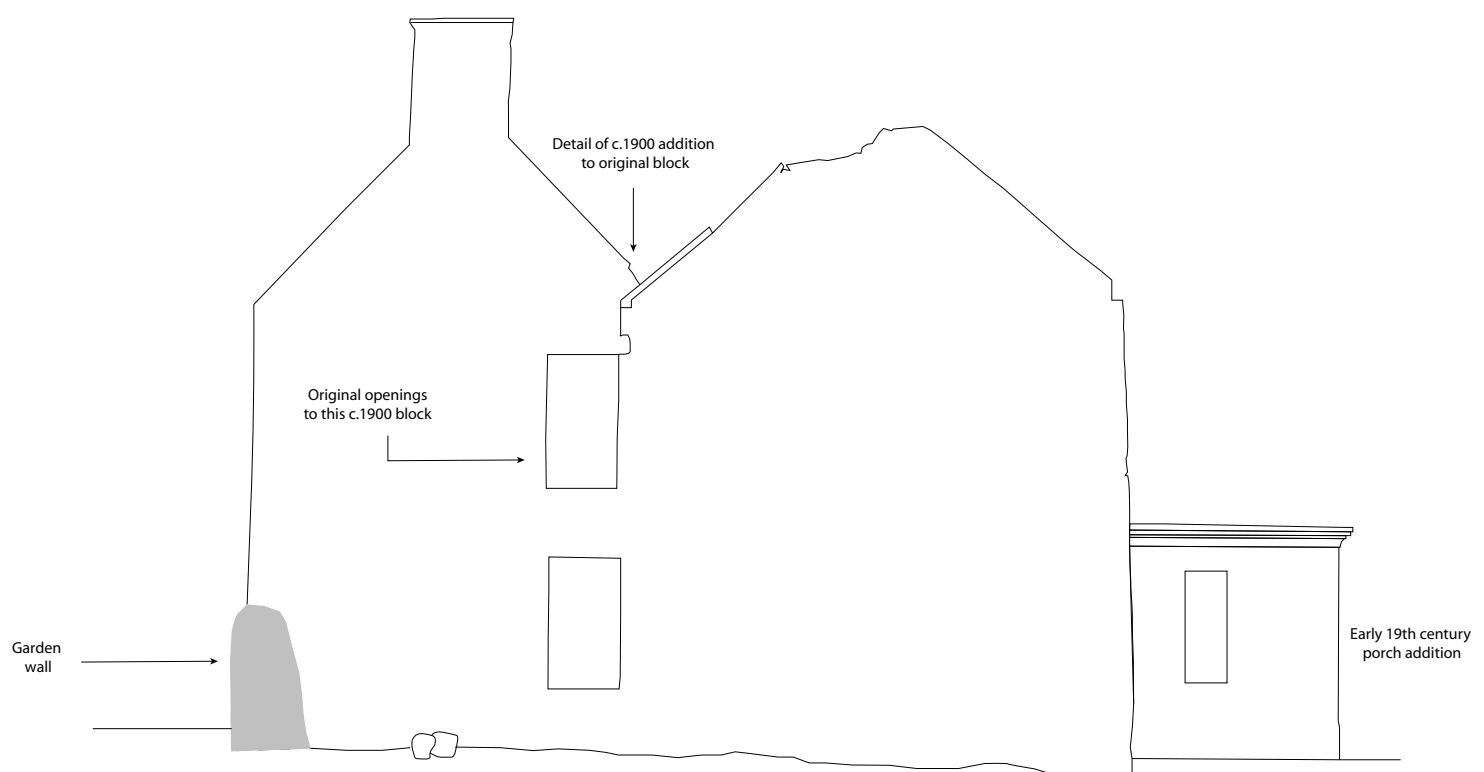 Detail of c.1900 addition
to original block
Original openings
to this c.1900 block
Garden
wall
Early 19th century
porch addition